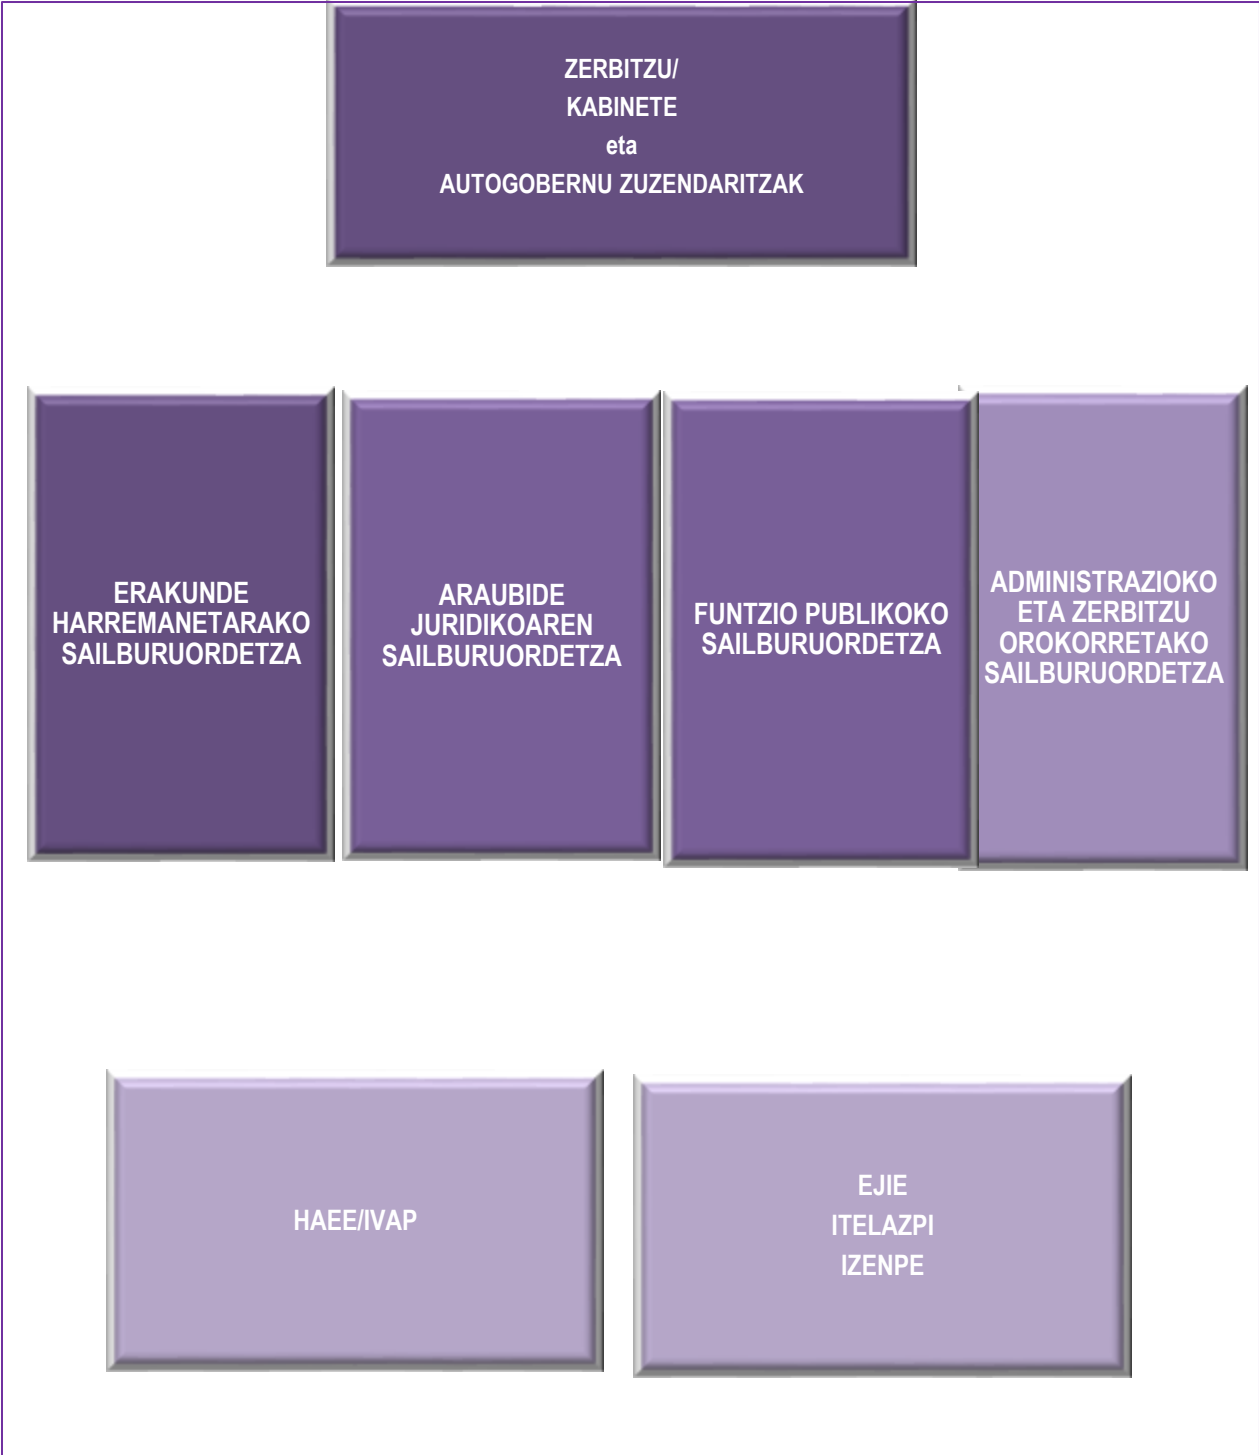 ZERBITZU/
KABINETE
eta
AUTOGOBERNU ZUZENDARITZAK
ERAKUNDE
HARREMANETARAKO
SAILBURUORDETZA
ARAUBIDE
JURIDIKOAREN
SAILBURUORDETZA
FUNTZIO PUBLIKOKO
SAILBURUORDETZA
ADMINISTRAZIOKO
ETA ZERBITZU
OROKORRETAKO
SAILBURUORDETZA
HAEE/IVAP
EJIE
ITELAZPI
IZENPE